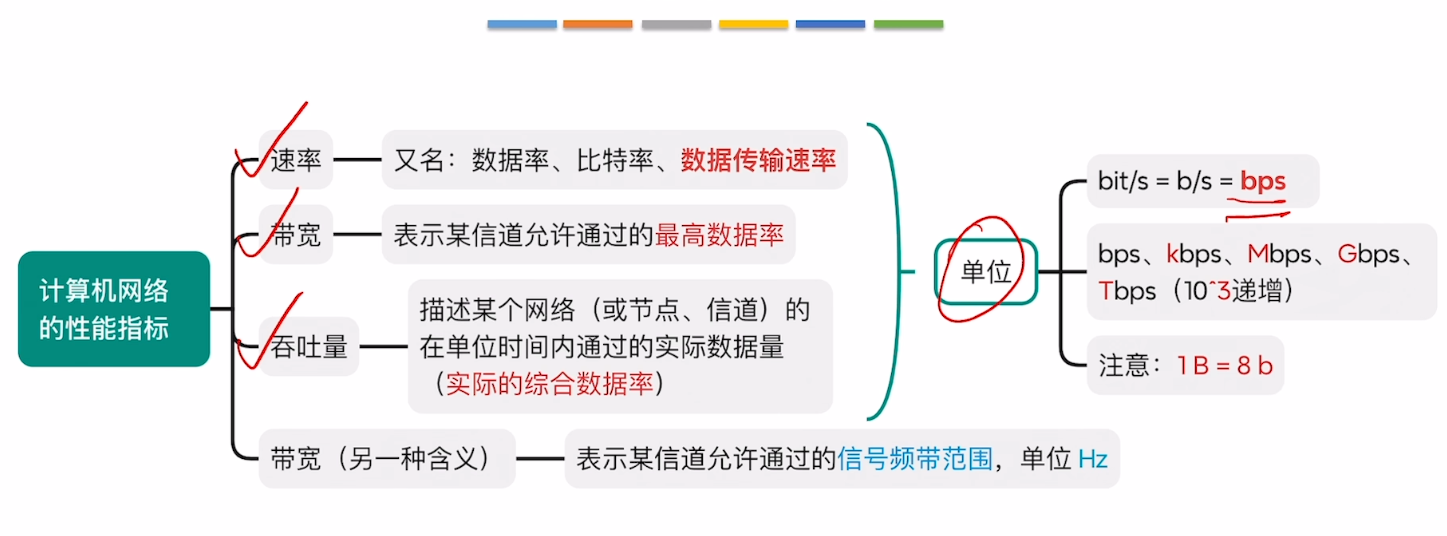 计算机网络
的性能指标
速率
又名：数据率、比特率、数据传输速率
带宽
表示某信道允许通过的最高数据率
吞吐量
描述某个网络（或节点、信道）的
在单位时间内通过的实际数据量
（实际的综合数据率）
带宽（另一种含义）
表示某信道允许通过的信号频带范围，单位 Hz
单位
bit/s = b/s = bps
bps、kbps、Mbps、Gbps、
Tbps（10^3递增）
注意：1 B = 8 b